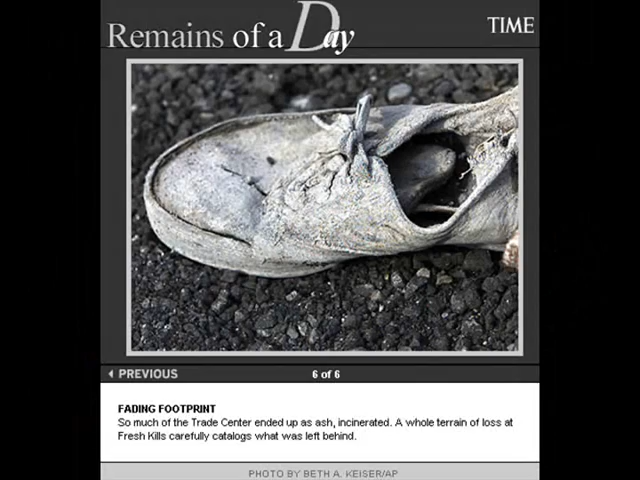 Remains of a Day
TIME
PREVIOUS
6 of 6
FADING FOOTPRINT
So much of the Trade Center ended up as ash, incinerated. A whole terrain of loss at
Fresh Kills carefully catalogs what was left behind.
PHOTO BY BETH A. KEISER/AP